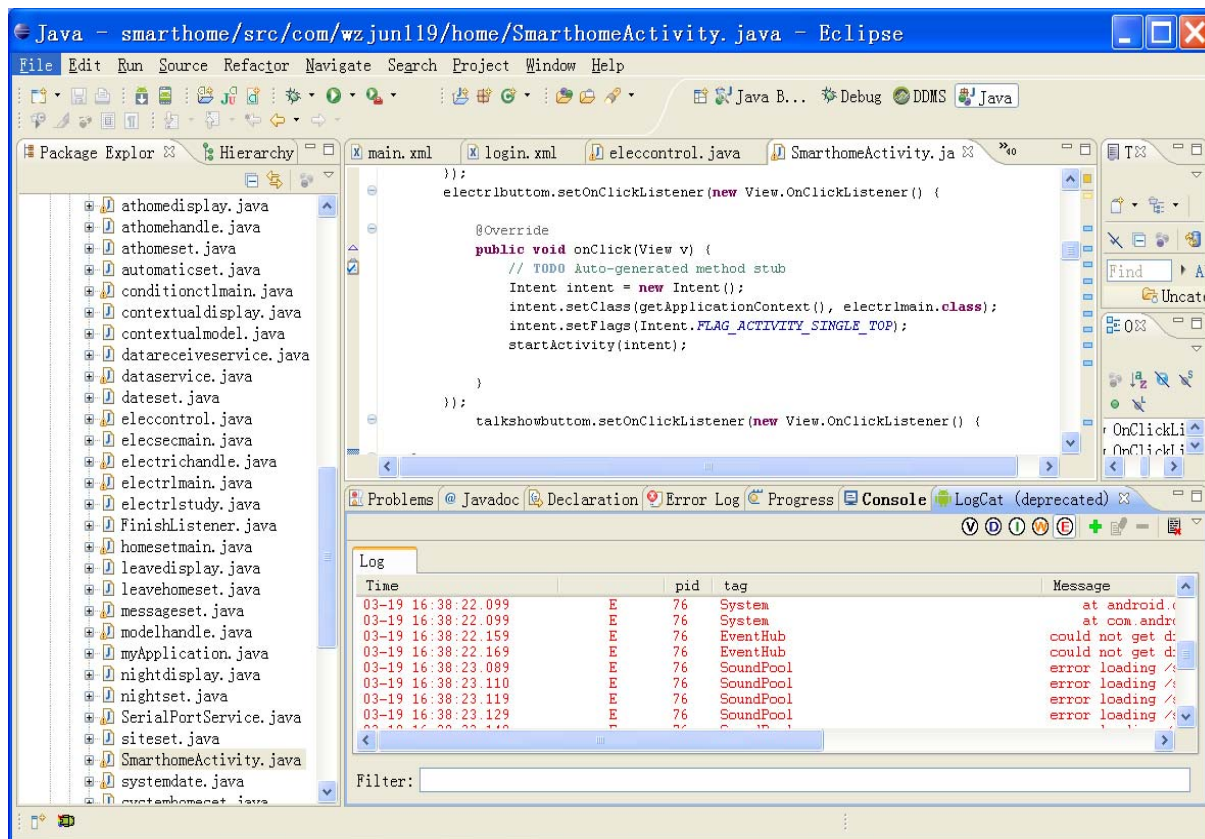 Java - smarthome/src/com/wzjun119/home/SmarthomeActivity.java - Eclipse
File Edit Run Source Refactor Navigate Search Project Window Help
Java B... Debug DDMS Java
Package Explor Hierarchy
athomedisplay.java
athomehandle.java
athomeset.java
automaticset.java
conditionctlmain.java
contextualdisplay.java
contextualmodel.java
datareceiveservice.java
dataservice.java
dateset.java
eleccontrol.java
elecsecmain.java
electrichandle.java
electrlmain.java
electrlstudy.java
FinishListener.java
homesetmain.java
leavedisplay.java
leavehomeset.java
messageset.java
modelhandle.java
myApplication.java
nightdisplay.java
nightset.java
SerialPortService.java
siteset.java
SmarthomeActivity.java
systemdate.java
main.xml login.xml eleccontrol.java SmarthomeActivity.ja »40
});
electrlbuttom.setOnClickListener(new View.OnClickListener() {
@Override
public void onClick(View v) {
// TODO Auto-generated method stub
Intent intent = new Intent();
intent.setClass(getApplicationContext(), electrlmain.class);
intent.setFlags(Intent.FLAG_ACTIVITY_SINGLE_TOP);
startActivity(intent);
}
});
talkshowbuttom.setOnClickListener(new View.OnClickListener() {
T
Find A
Uncate
O
OnClickLi
OnClickLi
Problems Javadoc Declaration Error Log Progress Console LogCat (deprecated)
V D I W E
Log
Time pid tag Message
03-19 16:38:22.099 E 76 System at android.
03-19 16:38:22.099 E 76 System at com.andro
03-19 16:38:22.159 E 76 EventHub could not get d
03-19 16:38:22.169 E 76 EventHub could not get d
03-19 16:38:23.089 E 76 SoundPool error loading /
03-19 16:38:23.110 E 76 SoundPool error loading /
03-19 16:38:23.119 E 76 SoundPool error loading /
03-19 16:38:23.129 E 76 SoundPool error loading /
Filter: